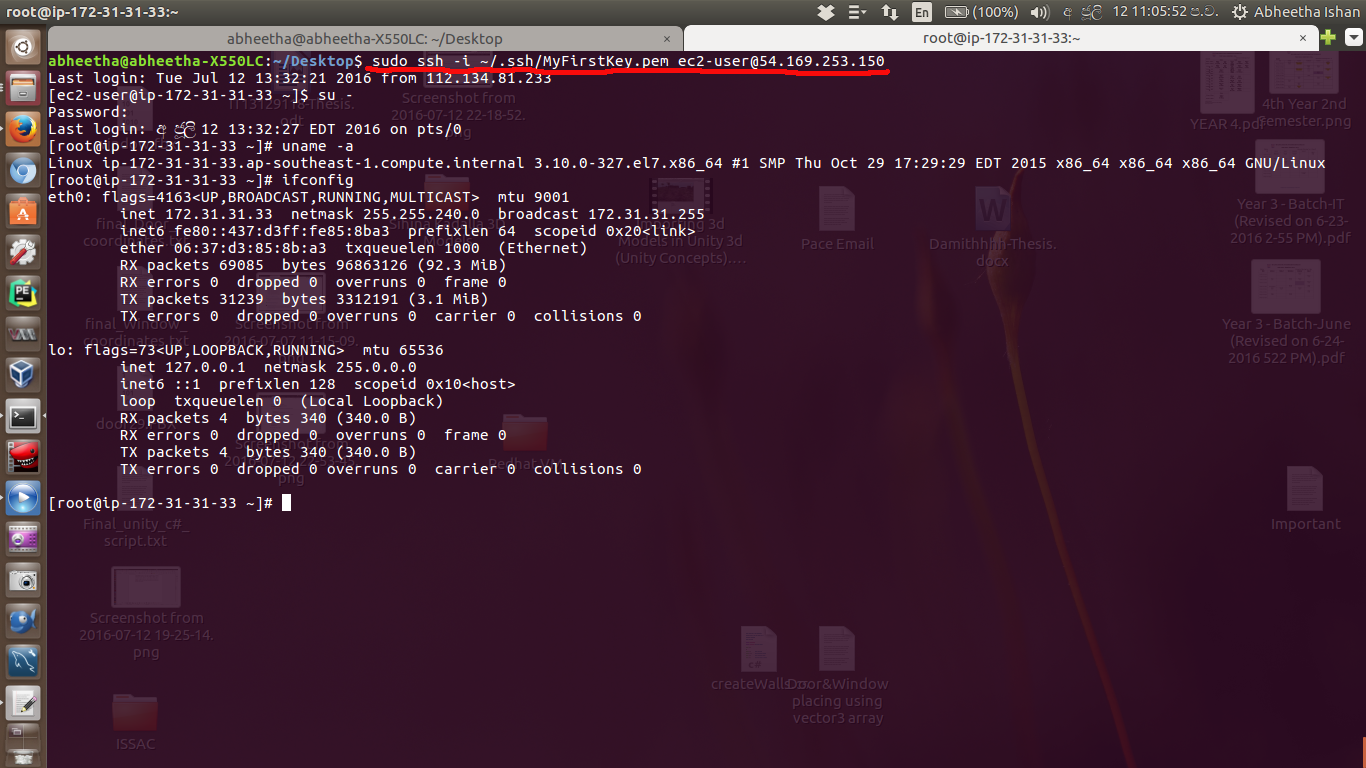 root@ip-172-31-31-33:~
En
(100%)
අ ජූලි 12 11:05:52 ප.ව.
Abheetha Ishan
abheetha@abheetha-X550LC: ~/Desktop ×
root@ip-172-31-31-33:~ ×
abheetha@abheetha-X550LC:~/Desktop$ sudo ssh -i ~/.ssh/MyFirstKey.pem ec2-user@54.169.253.150
Last login: Tue Jul 12 13:32:21 2016 from 112.134.81.233
[ec2-user@ip-172-31-31-33 ~]$ su -
Password:
Last login: අ ජූලි 12 13:32:27 EDT 2016 on pts/0
[root@ip-172-31-31-33 ~]# uname -a
Linux ip-172-31-31-33.ap-southeast-1.compute.internal 3.10.0-327.el7.x86_64 #1 SMP Thu Oct 29 17:29:29 EDT 2015 x86_64 x86_64 x86_64 GNU/Linux
[root@ip-172-31-31-33 ~]# ifconfig
eth0: flags=4163<UP,BROADCAST,RUNNING,MULTICAST>  mtu 9001
inet 172.31.31.33  netmask 255.255.240.0  broadcast 172.31.31.255
inet6 fe80::437:d3ff:fe85:8ba3  prefixlen 64  scopeid 0x20<link>
ether 06:37:d3:85:8b:a3  txqueuelen 1000  (Ethernet)
RX packets 69085  bytes 96863126 (92.3 MiB)
RX errors 0  dropped 0  overruns 0  frame 0
TX packets 31239  bytes 3312191 (3.1 MiB)
TX errors 0  dropped 0 overruns 0  carrier 0  collisions 0
lo: flags=73<UP,LOOPBACK,RUNNING>  mtu 65536
inet 127.0.0.1  netmask 255.0.0.0
inet6 ::1  prefixlen 128  scopeid 0x10<host>
loop  txqueuelen 0  (Local Loopback)
RX packets 4  bytes 340 (340.0 B)
RX errors 0  dropped 0  overruns 0  frame 0
TX packets 4  bytes 340 (340.0 B)
TX errors 0  dropped 0 overruns 0  carrier 0  collisions 0
[root@ip-172-31-31-33 ~]#
Screenshot from
2016-07-12 22-18-52.
png
YEAR 4.pdf
4th Year 2nd
Semester.png
Year 3 - Batch-IT
(Revised on 6-23-
2016 2-55 PM).pdf
Pace Email
Models in Unity 3d
(Unity Concepts)....
Thesis.
docx
final_Window_
coordinates.txt
Screenshot from
2016-07-07 11-15-09.
Year 3 - Batch-June
(Revised on 6-24-
2016 522 PM).pdf
Redhat VM
png
Final_unity_c#_
script.txt
Important
Screenshot from
2016-07-12 19-25-14.
png
c#
createWalls
Door&Window
placing using
vector3 array
ISSAC